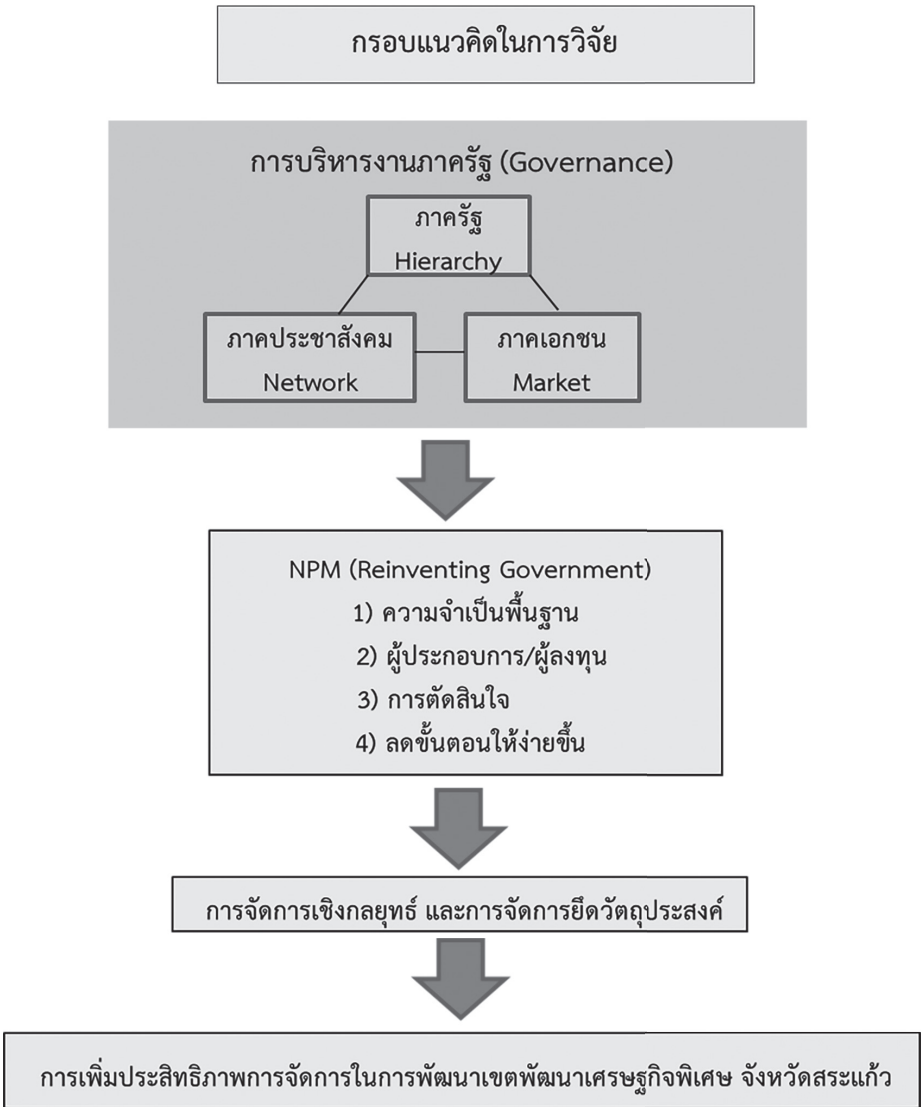 กรอบแนวคิดในการวิจัย
การบริหารงานภาครัฐ (Governance)
ภาครัฐ
Hierarchy
ภาคประชาสังคม
Network
ภาคเอกชน
Market
NPM (Reinventing Government)
1) ความจำเป็นพื้นฐาน
2) ผู้ประกอบการ/ผู้ลงทุน
3) การตัดสินใจ
4) ลดขั้นตอนให้ง่ายขึ้น
การจัดการเชิงกลยุทธ์ และการจัดการยึดวัตถุประสงค์
การเพิ่มประสิทธิภาพการจัดการในการพัฒนาเขตพัฒนาเศรษฐกิจพิเศษ จังหวัดสระแก้ว